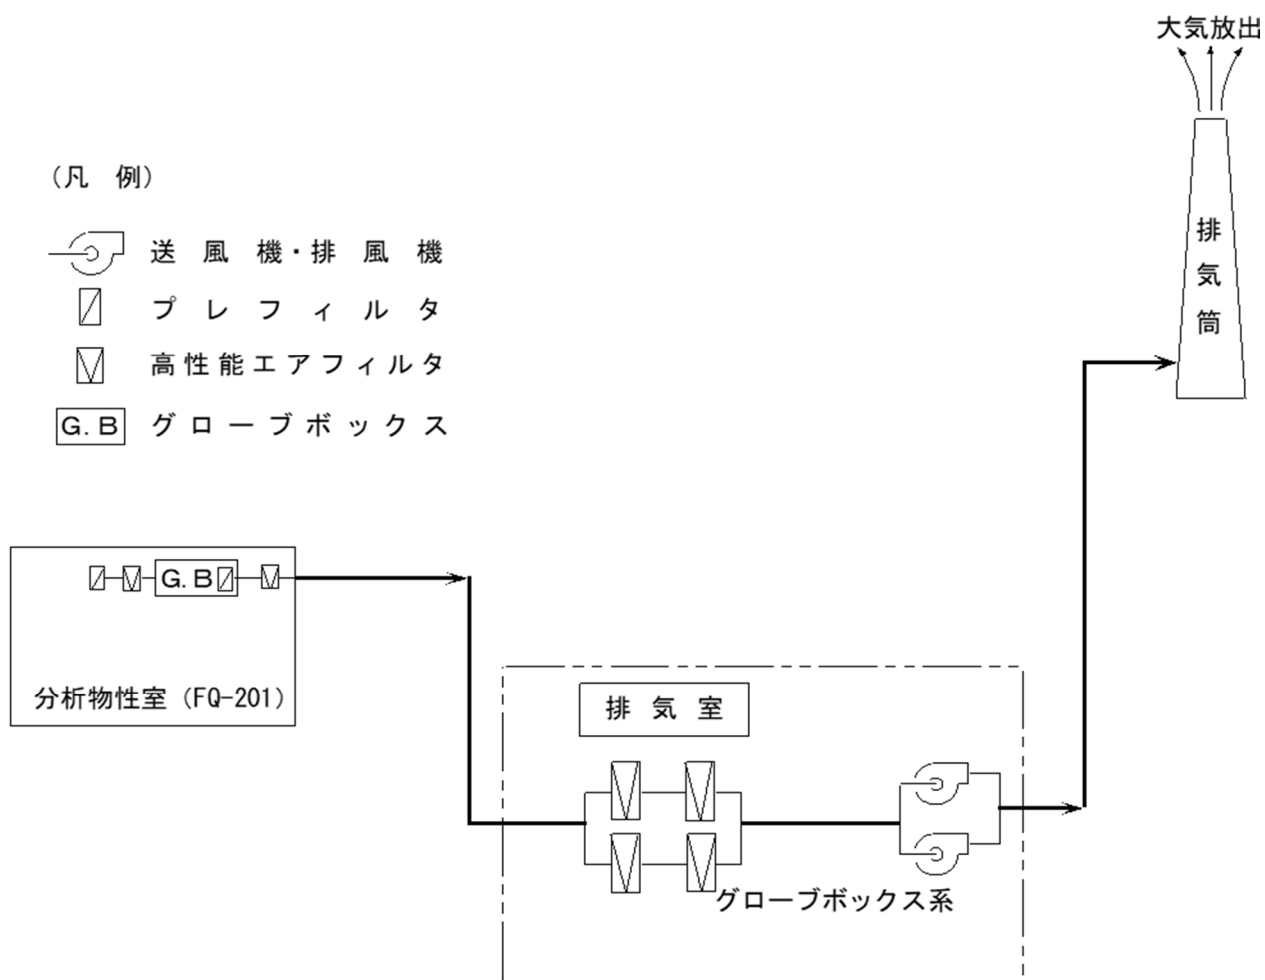 大気放出
（凡　例）
送　風　機・排　風　機
プレフィルタ
高性能エアフィルタ
G.B グローブボックス
排気筒
G.B
分析物性室（FQ-201）
排　気　室
グローブボックス系